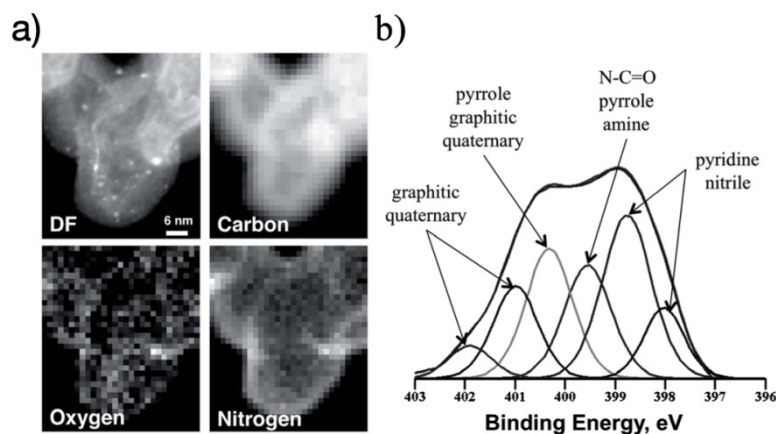 a)
DF
6 nm
Carbon
Oxygen
Nitrogen
b)
N-C=O
pyrrole
amine
pyrrole
graphitic
quaternary
graphitic
quaternary
pyridine
nitrile
403 402 401 400 399 398 397 396
Binding Energy, eV